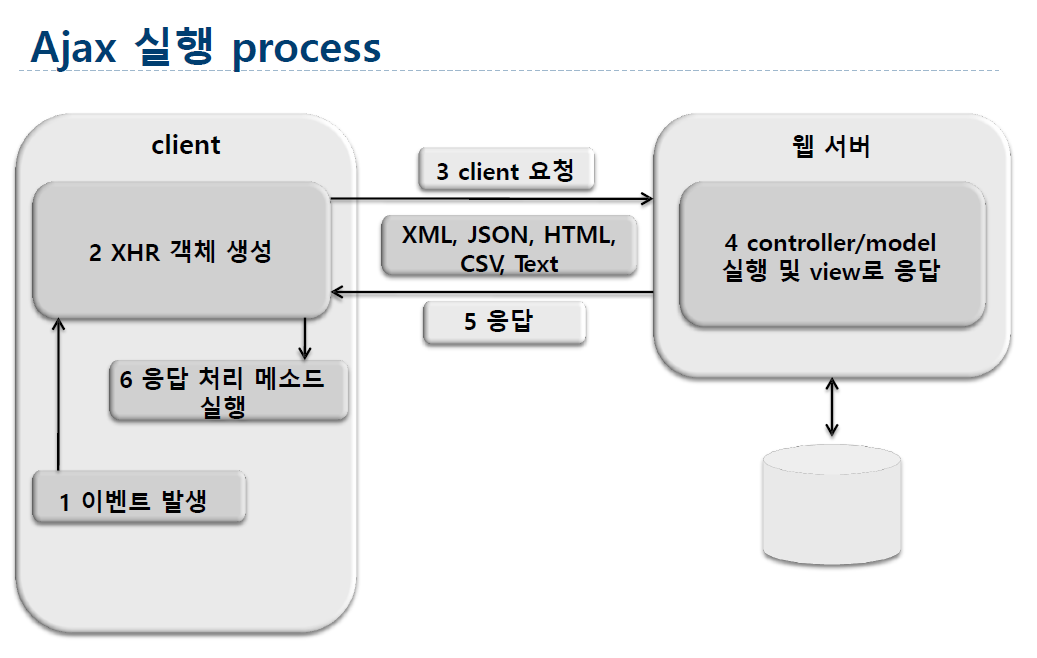 Ajax 실행 process
client
웹 서버
3 client 요청
2 XHR 객체 생성
XML, JSON, HTML,
CSV, Text
4 controller/model
실행 및 view로 응답
5 응답
6 응답 처리 메소드
실행
1 이벤트 발생